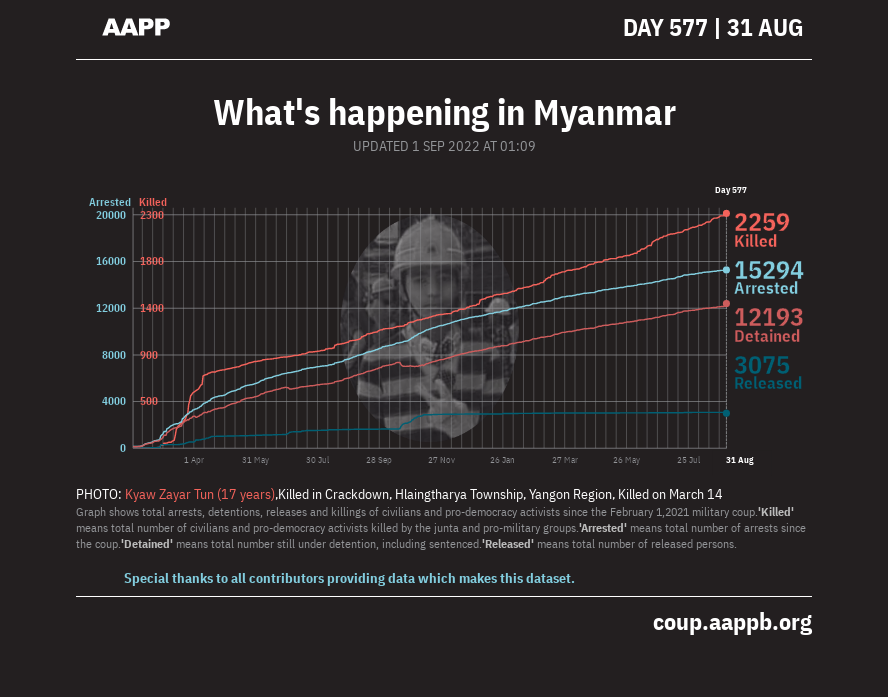 AAPP
DAY 577 | 31 AUG
What's happening in Myanmar
UPDATED 1 SEP 2022 AT 01:09
Day 577
Arrested Killed
20000 2300
16000 1800
12000 1400
8000 900
4000 500
0
2259
Killed
15294
Arrested
12193
Detained
3075
Released
1 Apr 31 May 30 Jul 28 Sep 27 Nov 26 Jan 27 Mar 26 May 25 Jul 31 Aug
PHOTO: Kyaw Zayar Tun (17 years),Killed in Crackdown, Hlaingtharya Township, Yangon Region, Killed on March 14
Graph shows total arrests, detentions, releases and killings of civilians and pro-democracy activists since the February 1,2021 military coup.'Killed'
means total number of civilians and pro-democracy activists killed by the junta and pro-military groups.'Arrested' means total number of arrests since
the coup.'Detained' means total number still under detention, including sentenced.'Released' means total number of released persons.
Special thanks to all contributors providing data which makes this dataset.
coup.aappb.org